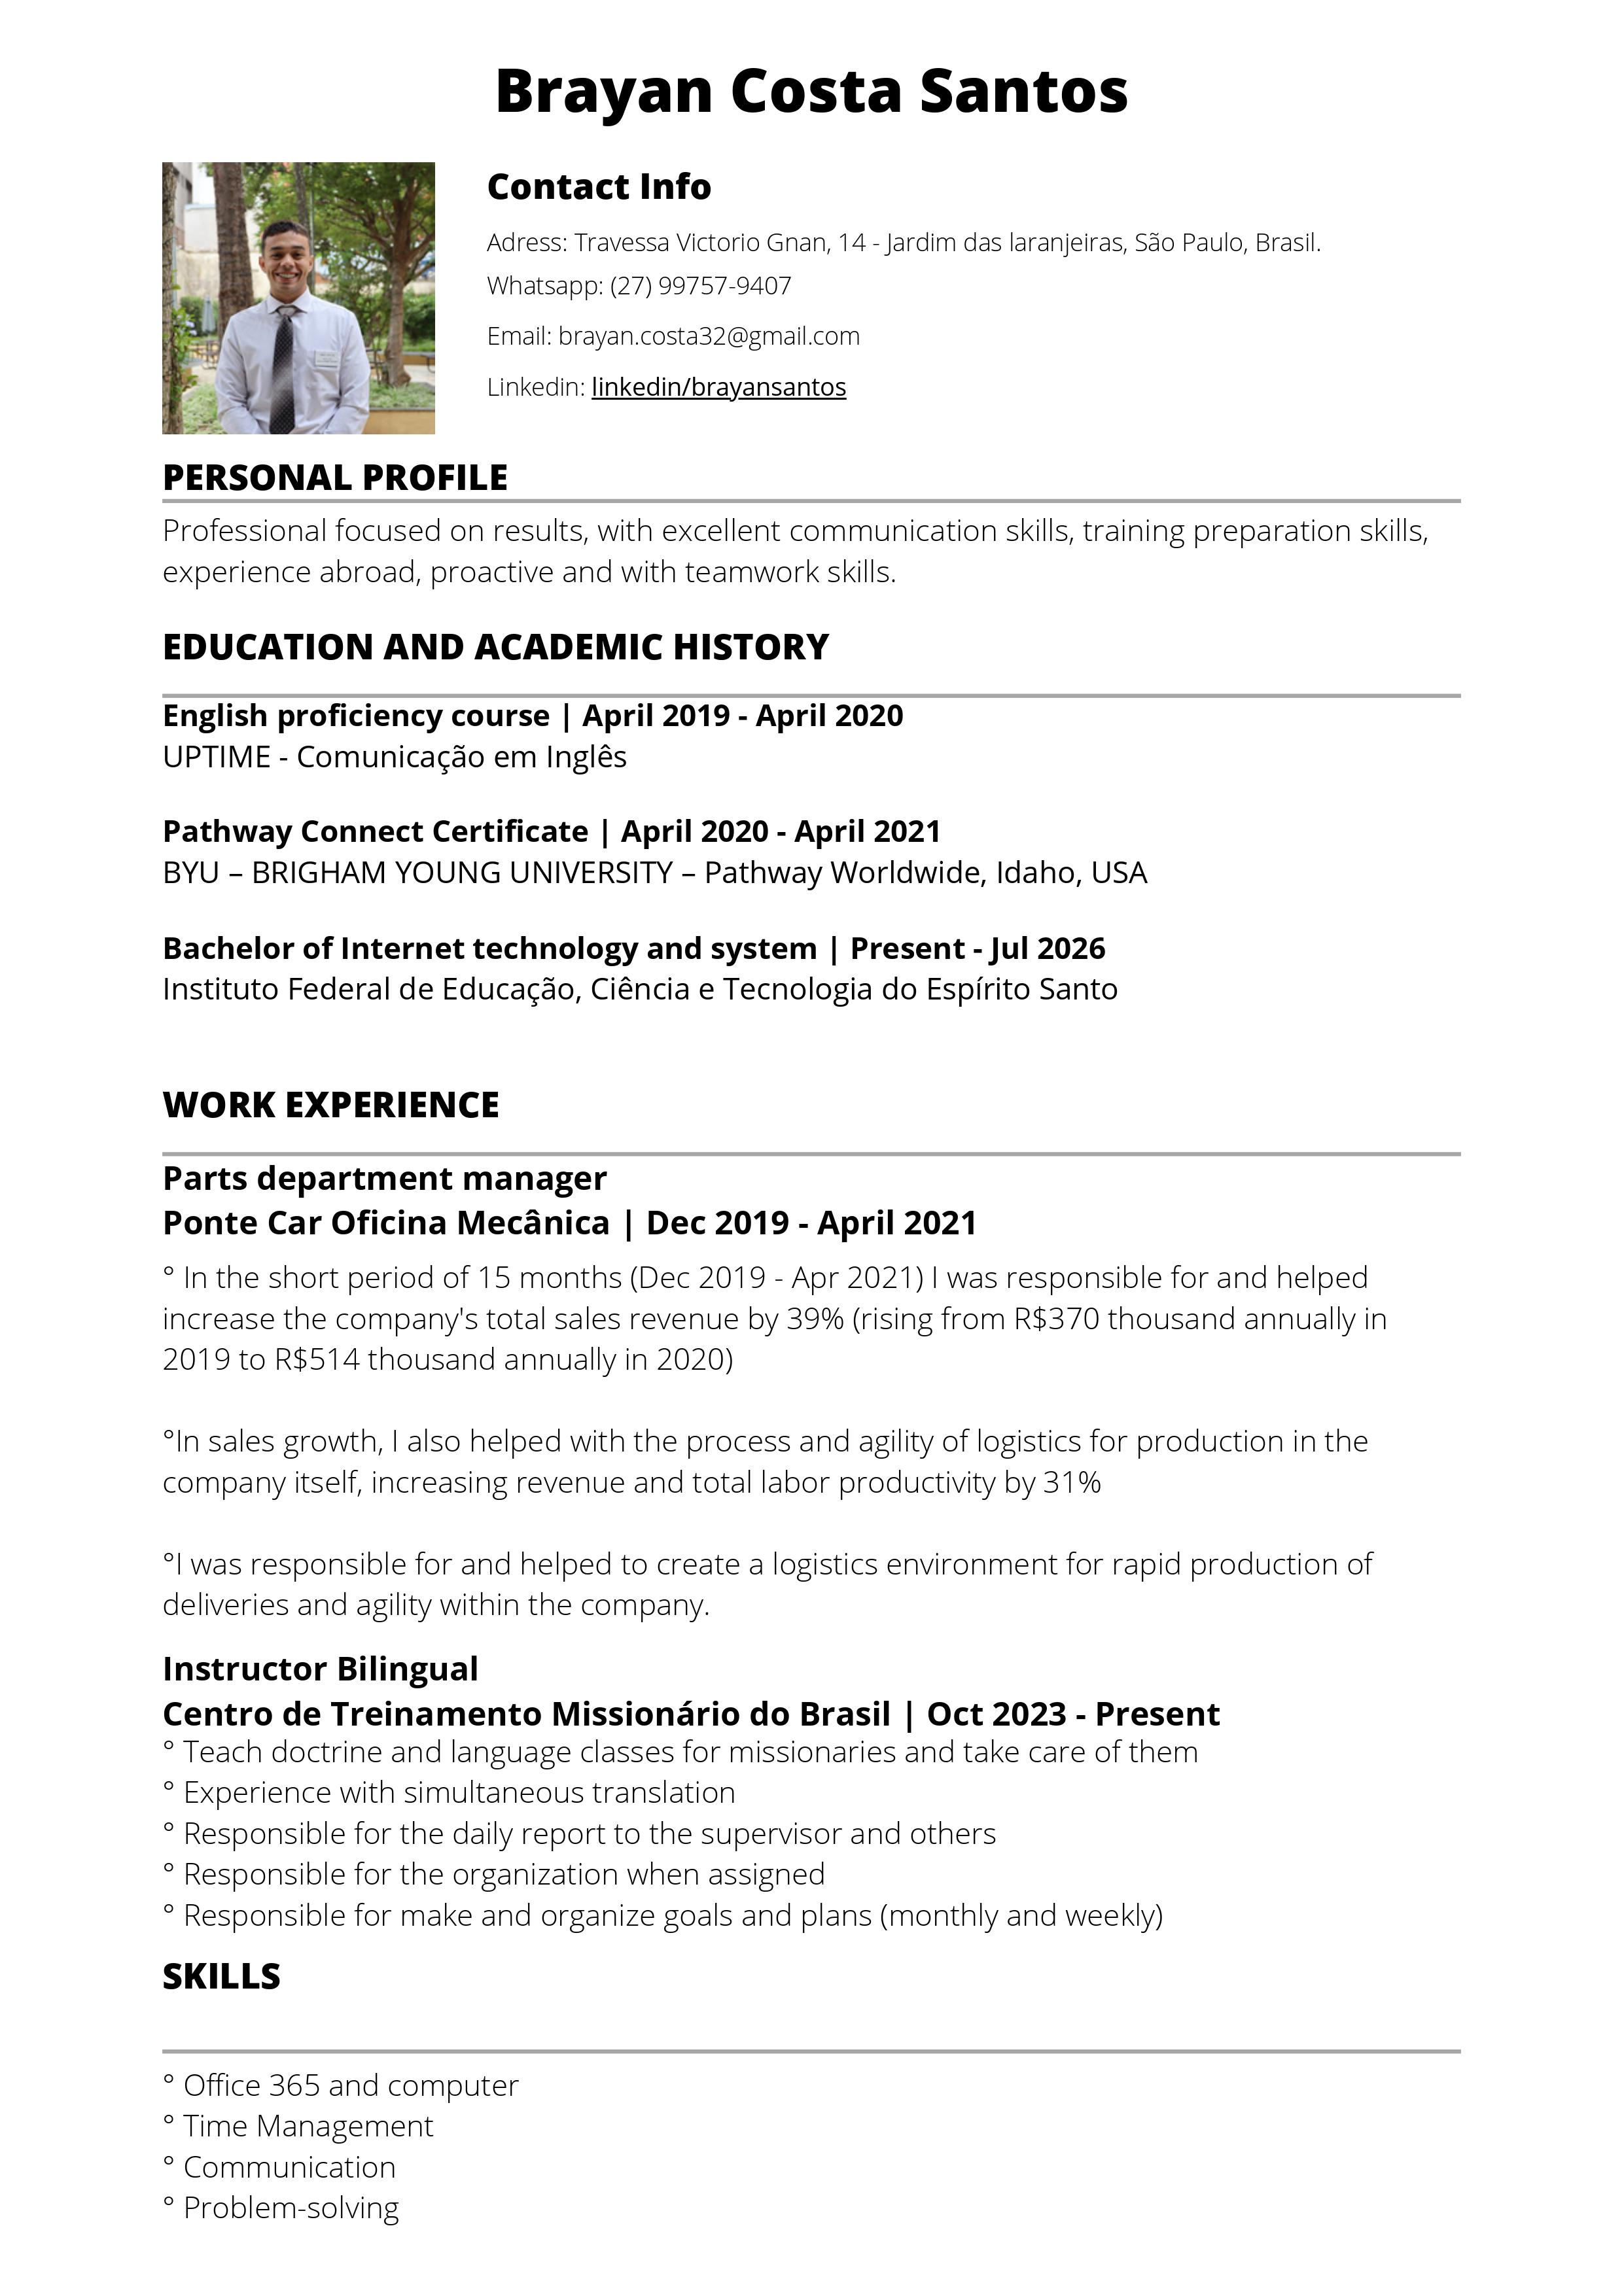 Brayan Costa Santos
Contact Info
Adress: Travessa Victorio Gnan, 14 - Jardim das laranjeiras, São Paulo, Brasil.
Whatsapp: (27) 99757-9407
Email: brayan.costa32@gmail.com
Linkedin: linkedin/brayansantos
PERSONAL PROFILE
Professional focused on results, with excellent communication skills, training preparation skills,
experience abroad, proactive and with teamwork skills.
EDUCATION AND ACADEMIC HISTORY
English proficiency course | April 2019 - April 2020
UPTIME - Comunicação em Inglês
Pathway Connect Certificate | April 2020 - April 2021
BYU – BRIGHAM YOUNG UNIVERSITY – Pathway Worldwide, Idaho, USA
Bachelor of Internet technology and system | Present - Jul 2026
Instituto Federal de Educação, Ciência e Tecnologia do Espírito Santo
WORK EXPERIENCE
Parts department manager
Ponte Car Oficina Mecânica | Dec 2019 - April 2021
° In the short period of 15 months (Dec 2019 - Apr 2021) I was responsible for and helped
increase the company's total sales revenue by 39% (rising from R$370 thousand annually in
2019 to R$514 thousand annually in 2020)
°In sales growth, I also helped with the process and agility of logistics for production in the
company itself, increasing revenue and total labor productivity by 31%
°I was responsible for and helped to create a logistics environment for rapid production of
deliveries and agility within the company.
Instructor Bilingual
Centro de Treinamento Missionário do Brasil | Oct 2023 - Present
° Teach doctrine and language classes for missionaries and take care of them
° Experience with simultaneous translation
° Responsible for the daily report to the supervisor and others
° Responsible for the organization when assigned
° Responsible for make and organize goals and plans (monthly and weekly)
SKILLS
° Office 365 and computer
° Time Management
° Communication
° Problem-solving